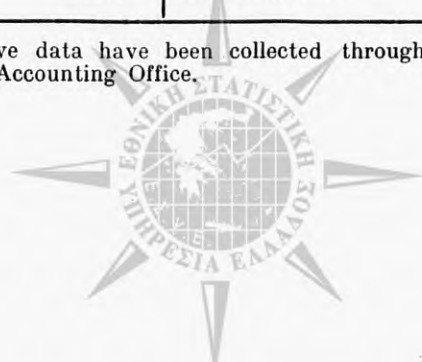 ve data have been collected through
Accounting Office.
ΕΘΝΙΚΗ ΣΤΑΤΙΣΤΙΚΗ
ΥΠΗΡΕΣΙΑ ΕΛΛΑΔΟΣ
Ε.Σ.Υ.Ε.